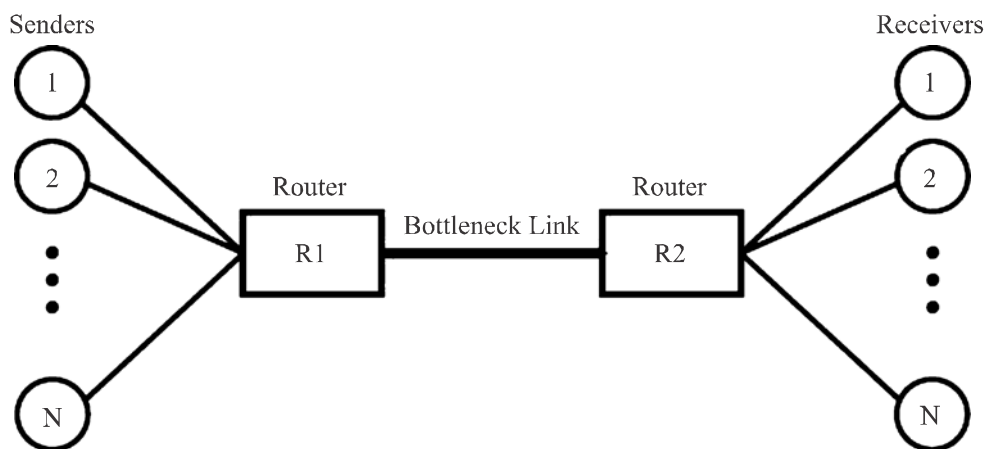 Senders
Receivers
1
1
2
2
Router
Router
Bottleneck Link
R1
R2
N
N